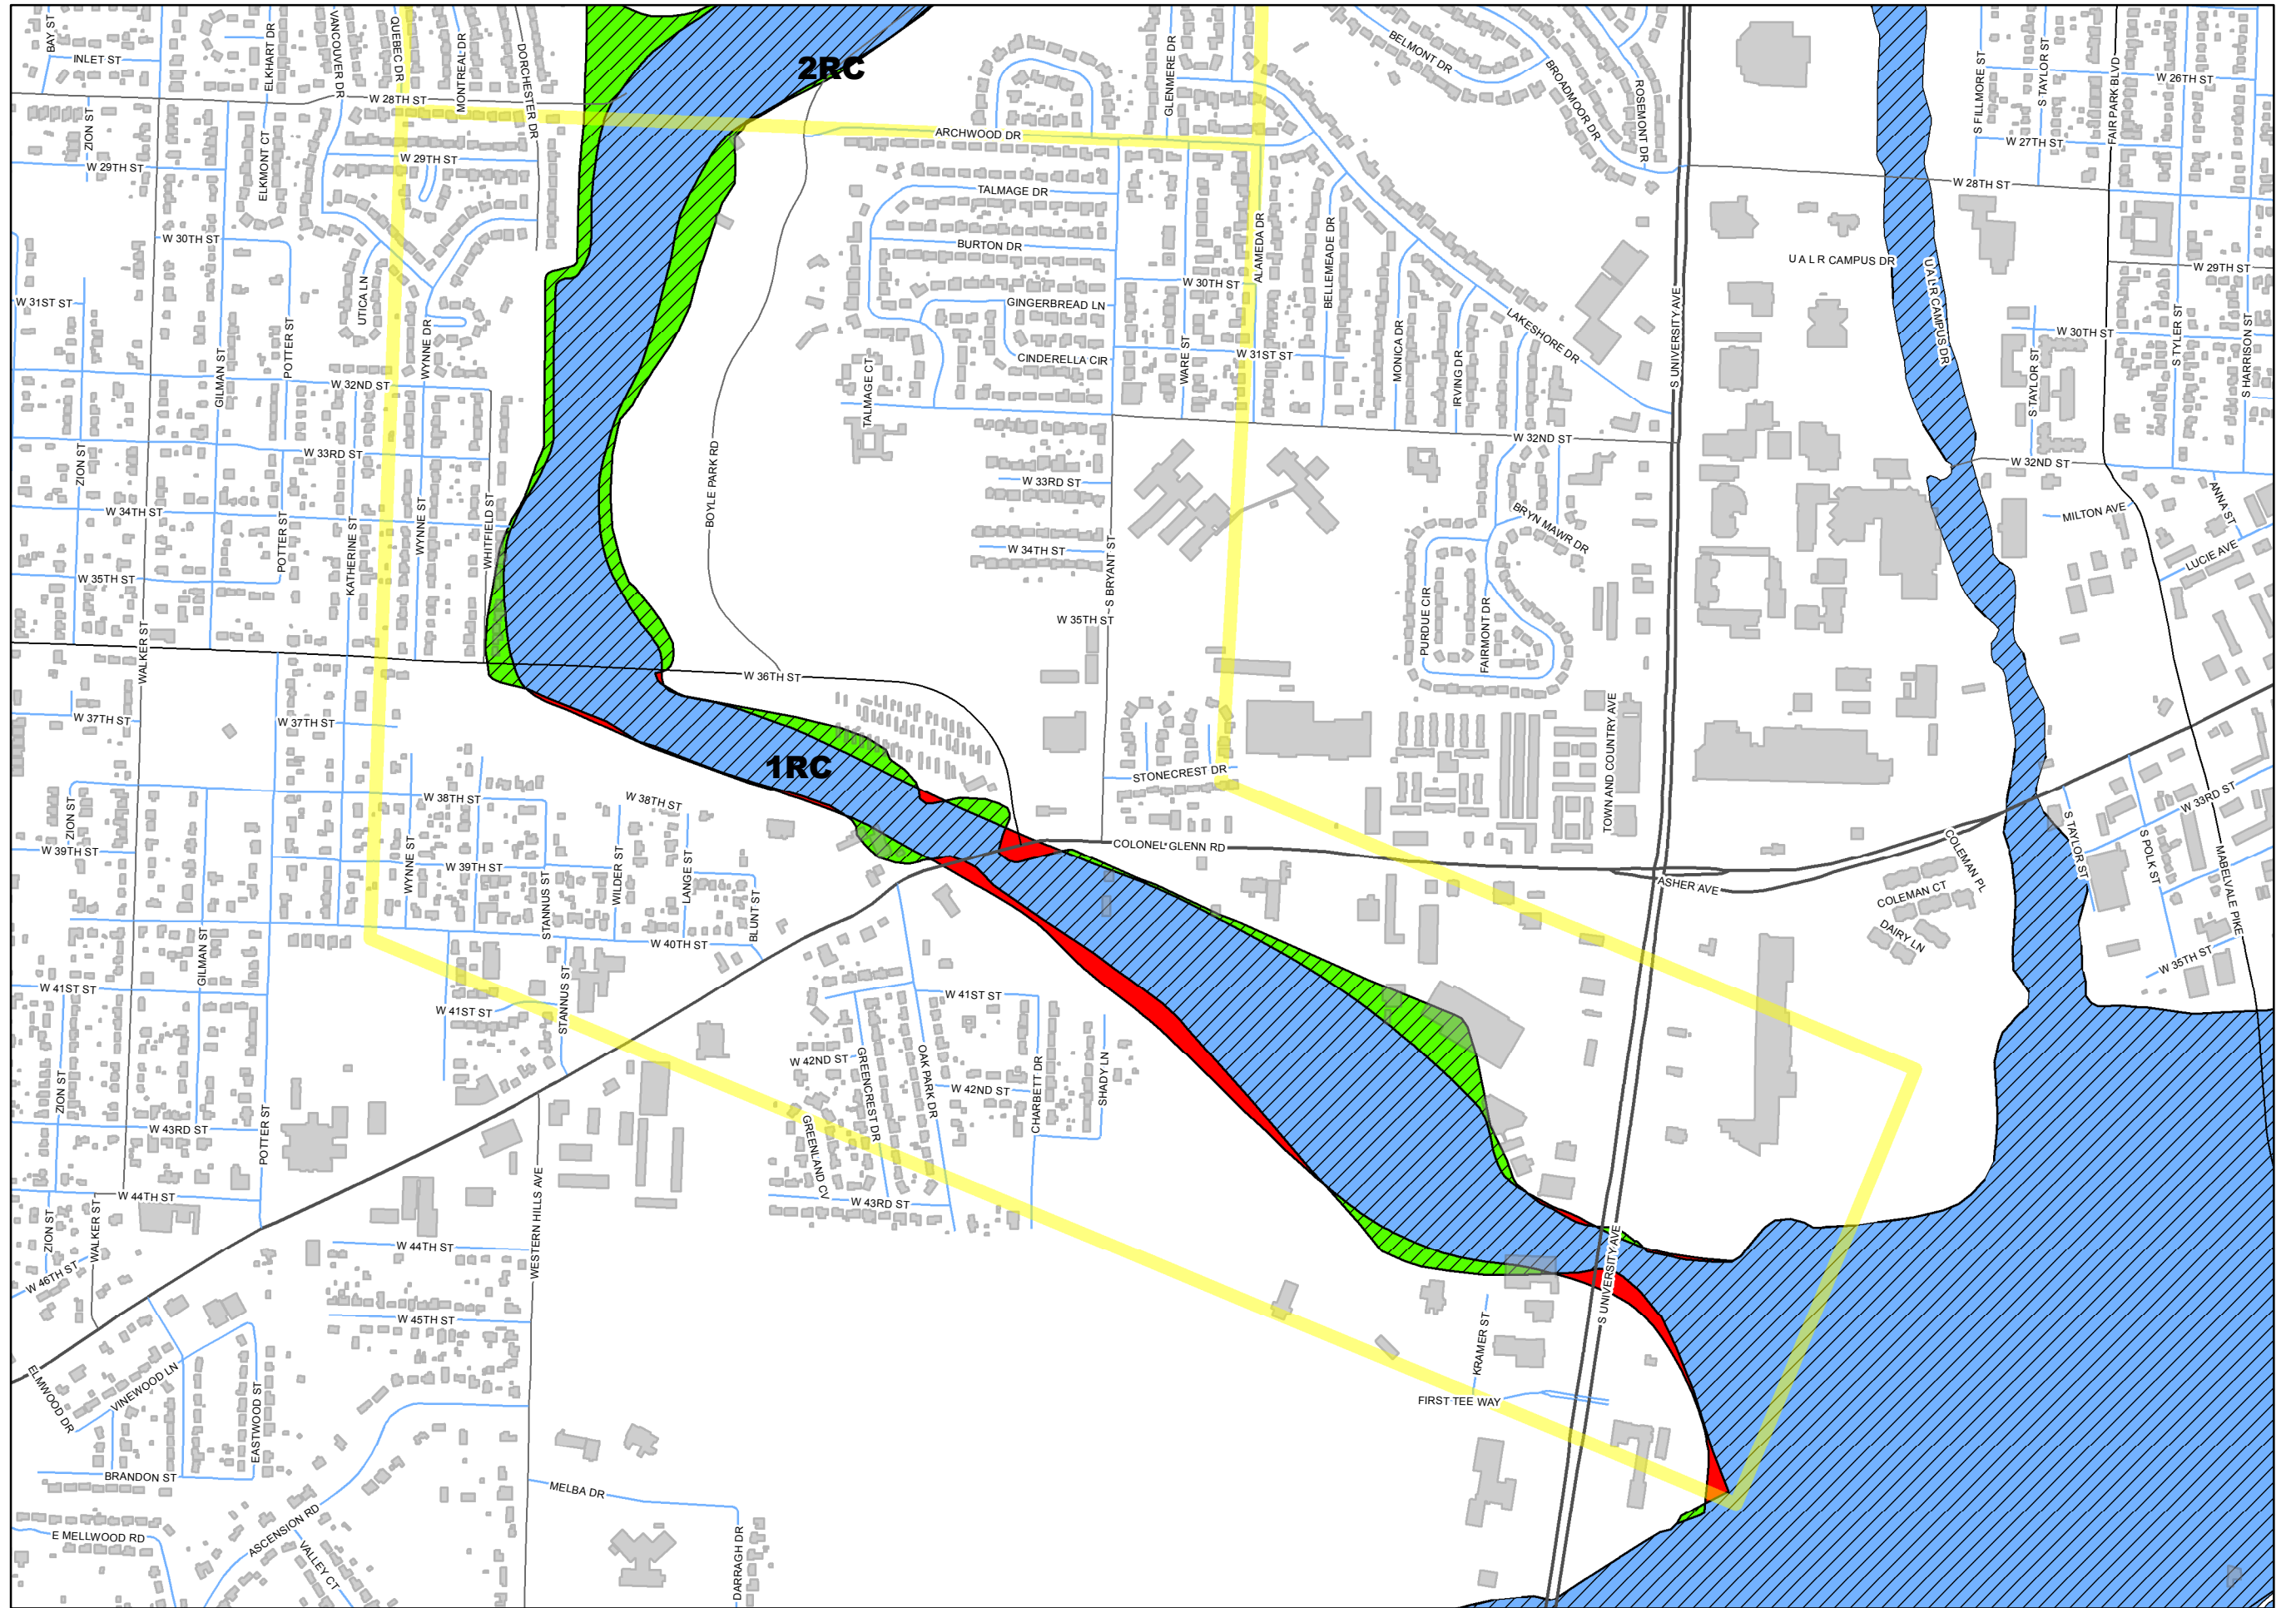 BAY ST
INLET ST
ELKHART DR
VANCOUVER DR
QUEBEC DR
MONTREAL DR
DORCHESTER DR
2RC
GLENMERE DR
BELMONT DR
BROADMOOR DR
ROSEMONT DR
S FILLMORE ST
S TAYLOR ST
FAIR PARK BLVD
W 26TH ST
W 28TH ST
ZION ST
ARCHWOOD DR
W 27TH ST
W 29TH ST
ELKMONT CT
W 29TH ST
TALMAGE DR
W 28TH ST
W 30TH ST
BURTON DR
ALAMEDA DR
BELLEMEADE DR
U A L R CAMPUS DR
U A L R CAMPUS DR
W 29TH ST
W 31ST ST
UTICA LN
GINGERBREAD LN
W 30TH ST
LAKESHORE DR
S UNIVERSITY AVE
W 30TH ST
S TYLER ST
S HARRISON ST
POTTER ST
WYNNE DR
GILMAN ST
W 32ND ST
TALMAGE CT
CINDERELLA CIR
WARE ST
W 31ST ST
MONICA DR
IRVING DR
S TAYLOR ST
W 33RD ST
ZION ST
BOYLE PARK RD
W 33RD ST
W 32ND ST
W 32ND ST
ANNA ST
W 34TH ST
POTTER ST
KATHERINE ST
WYNNE ST
WHITFIELD ST
W 34TH ST
S BRYANT ST
BRYN MAWR DR
MILTON AVE
LUCIE AVE
W 35TH ST
W 35TH ST
PURDUE CIR
FAIRMONT DR
WALKER ST
W 36TH ST
W 37TH ST
W 37TH ST
1RC
STONECREST DR
TOWN AND COUNTRY AVE
W 38TH ST
W 38TH ST
W 33RD ST
ZION ST
W 39TH ST
WYNNE ST
W 39TH ST
STANNUS ST
WILDER ST
LANGE ST
BLUNT ST
COLONEL GLENN RD
ASHER AVE
COLEMAN PL
COLEMAN CT
DAIRY LN
S TAYLOR ST
S POLK ST
MABELVALE PIKE
W 35TH ST
GILMAN ST
W 40TH ST
W 41ST ST
W 41ST ST
STANNUS ST
W 41ST ST
W 42ND ST
GREENCREST DR
OAK PARK DR
W 42ND ST
CHARBETT DR
SHADY LN
ZION ST
W 43RD ST
POTTER ST
GREENLAND CV
W 43RD ST
W 44TH ST
ZION ST
WALKER ST
WESTERN HILLS AVE
W 44TH ST
W 46TH ST
W 45TH ST
S UNIVERSITY AVE
KRAMER ST
FIRST TEE WAY
ELMWOOD DR
VINEWOOD LN
EASTWOOD ST
BRANDON ST
MELBA DR
E MELLWOOD RD
ASCENSION RD
VALLEY CT
DARRAGH DR